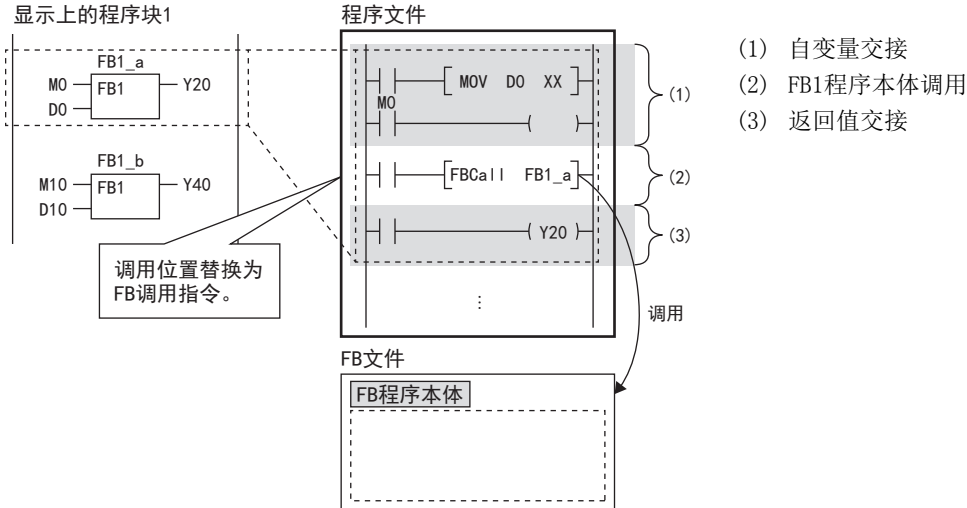 显示上的程序块1
FB1_a
M0 FB1 Y20
D0
FB1_b
M10 FB1 Y40
D10
调用位置替换为
FB调用指令。
程序文件
MOV D0 XX
M0
(1)
FBCall FB1_a
(2)
Y20
(3)
⋮
调用
FB文件
FB程序本体
(1) 自变量交接
(2) FB1程序本体调用
(3) 返回值交接